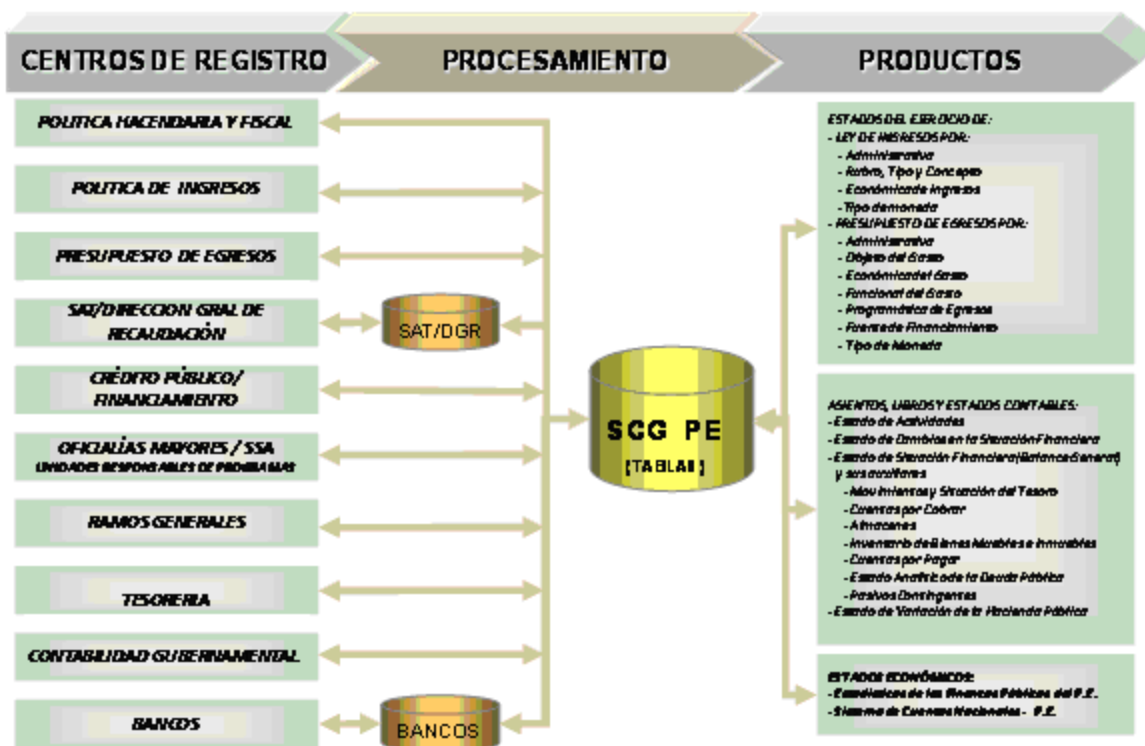 CENTROS DE REGISTRO
PROCESAMIENTO
PRODUCTOS
POLITICA HACENDARIA Y FISCAL
POLITICA DE INGRESOS
PRESUPUESTO DE EGRESOS
SAT/DIRECCION GRAL DE
RECAUDACIÓN
CRÉDITO PÚBLICO/
FINANCIAMIENTO
OFICIALÍAS MAYORES / SSA
UNIDADES RESPONSABLES DE PROGRAMAS
RAMOS GENERALES
TESORERIA
CONTABILIDAD GUBERNAMENTAL
BANCOS
SAT/DGR
BANCOS
SCG PE
ESTADOS DEL EJERCICIO DE:
- LEY DE INGRESOS POR:
- Administrativa
- Rubro, Tipo y Concepto
- Económica de Ingresos
- Tipo de moneda
- PRESUPUESTO DE EGRESOS POR:
- Administrativa
- Objeto del Gasto
- Económica del Gasto
- Funcional del Gasto
- Programática de Egresos
- Fuente de Financiamiento
- Tipo de Moneda
ASIENTOS, LIBROS Y ESTADOS CONTABLES:
- Estado de Actividades
- Estado de Cambios en la Situación Financiera
- Estado de Situación Financiera (Balance General)
y sus auxiliares
- Movimientos y Situación del Tesoro
- Cuentas por Cobrar
- Almacenes
- Inventario de Bienes Muebles e Inmuebles
- Cuentas por Pagar
- Estado Analítico de la Deuda Pública
- Pasivos Contingentes
- Estado de Variación de la Hacienda Pública
ESTADOS ECONÓMICOS:
- Estadísticas de las Finanzas Públicas del P.E.
- Sistema de Cuentas Nacionales - P.E.